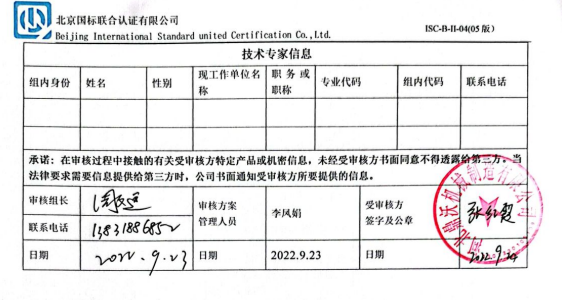 北京国标联合认证有限公司
Beijing International Standard united Certification Co.,Ltd.
ISC-B-II-04(05 版)
技术专家信息
组内身份 姓名 性别 现工作单位名称 职务或职称 专业代码 组内代码 联系电话
承诺：在审核过程中接触的有关受审核方特定产品或机密信息，未经受审核方书面同意不得透露给第三方。当
法律要求需要信息提供给第三方时，公司书面通知受审核方所要提供的信息。
审核组长 审核方案管理人员 李凤娟 受审核方签字及公章 张红超
联系电话 13831886852
日期 2022.9.23 日期 2022.9.23 日期 2022.9.24